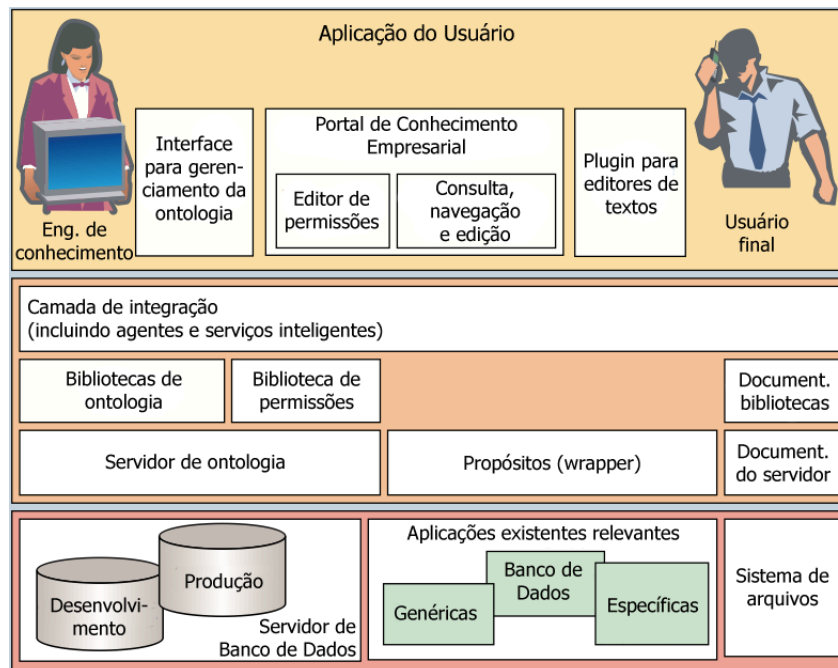 Aplicação do Usuário
Eng. de
conhecimento
Interface
para geren-
ciamento da
ontologia
Portal de Conhecimento
Empresarial
Editor de
permissões
Consulta,
navegação
e edição
Plugin para
editores de
textos
Usuário
final
Camada de integração
(incluindo agentes e serviços inteligentes)
Bibliotecas de
ontologia
Biblioteca de
permissões
Document.
bibliotecas
Servidor de ontologia
Propósitos (wrapper)
Document.
do servidor
Desenvolvi-
mento
Produção
Servidor de
Banco de Dados
Aplicações existentes relevantes
Genéricas
Banco de
Dados
Específicas
Sistema de
arquivos